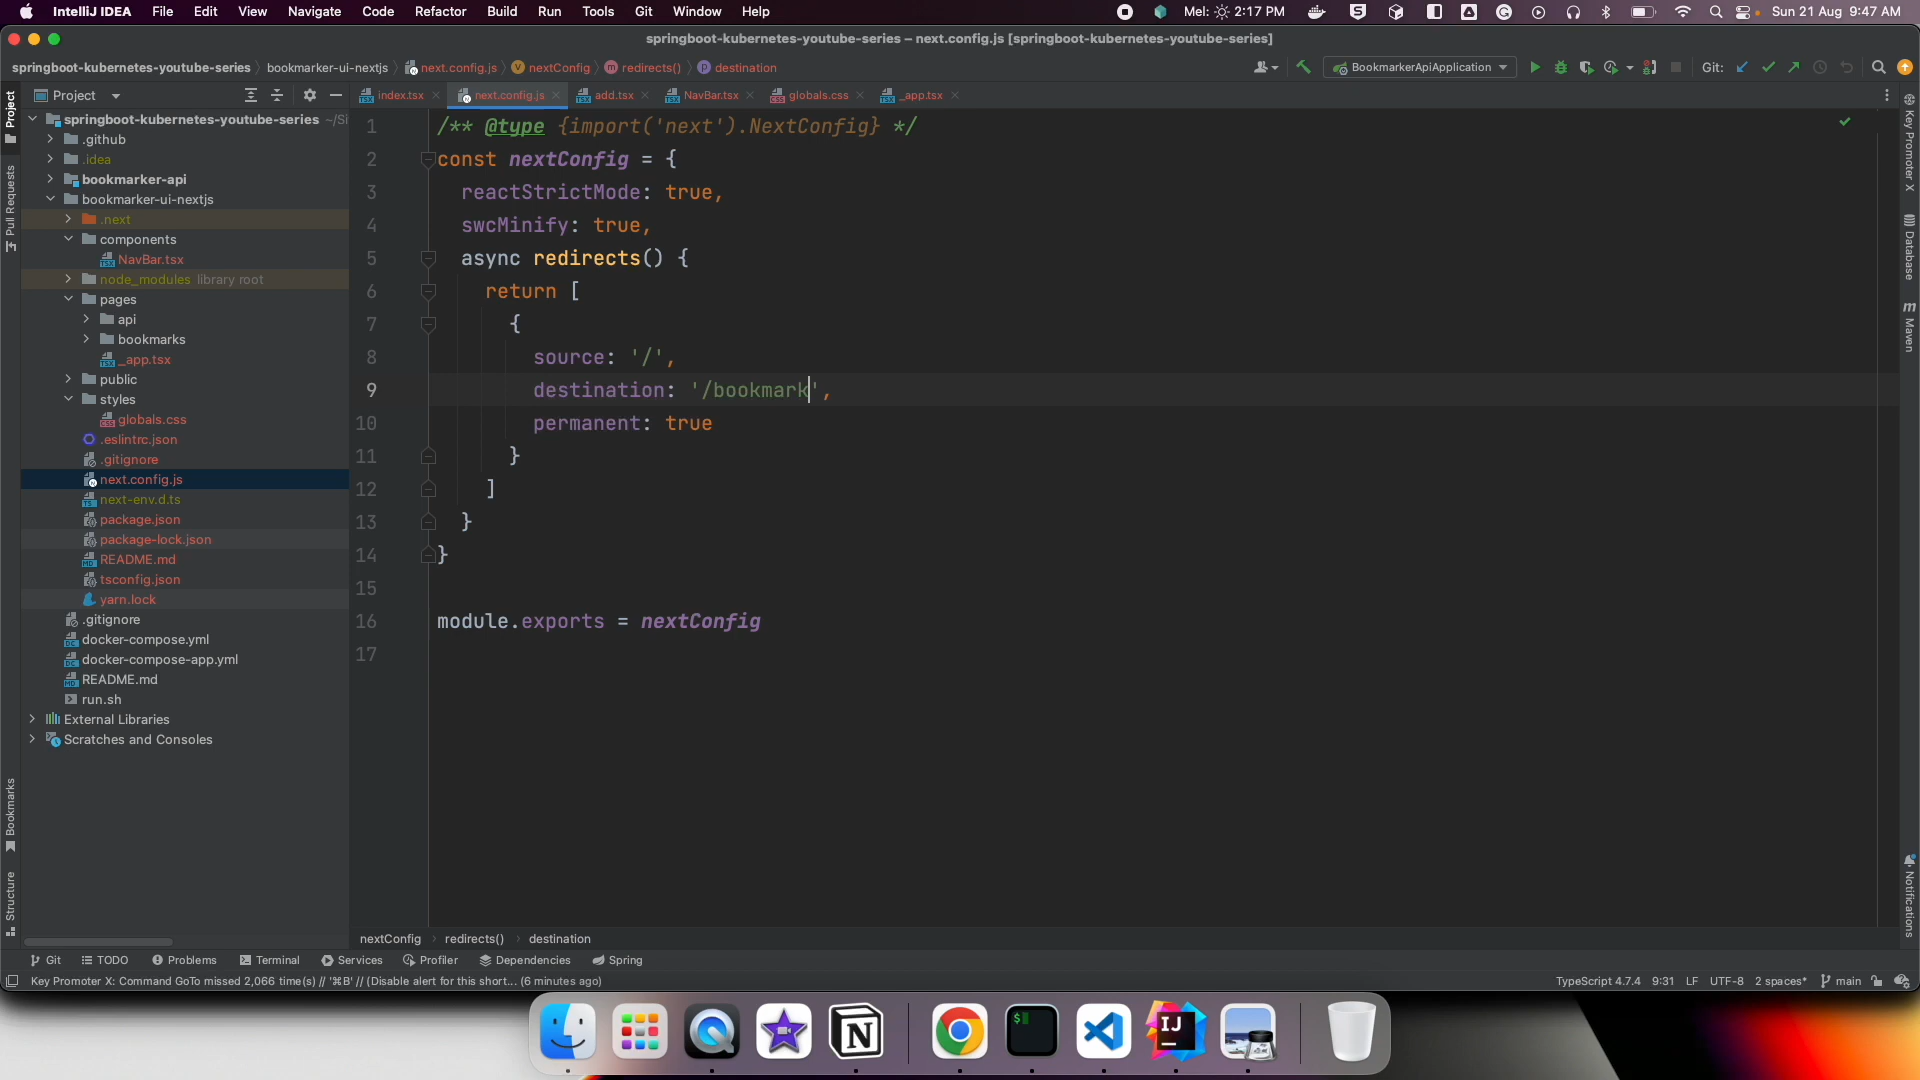 IntelliJ IDEA File Edit View Navigate Code Refactor Build Run Tools Git Window Help Mel: 2:17 PM Sun 21 Aug 9:47 AM
springboot-kubernetes-youtube-series – next.config.js [springboot-kubernetes-youtube-series]
springboot-kubernetes-youtube-series bookmarker-ui-nextjs next.config.js nextConfig redirects() destination BookmarkerApiApplication Git:
Project index.tsx next.config.js add.tsx NavBar.tsx globals.css _app.tsx
Project
Pull Requests
Bookmarks
Structure
springboot-kubernetes-youtube-series
.github
.idea
bookmarker-api
bookmarker-ui-nextjs
.next
components
NavBar.tsx
node_modules library root
pages
api
bookmarks
_app.tsx
public
styles
globals.css
.eslintrc.json
.gitignore
next.config.js
next-env.d.ts
package.json
package-lock.json
README.md
tsconfig.json
yarn.lock
.gitignore
docker-compose.yml
docker-compose-app.yml
README.md
run.sh
External Libraries
Scratches and Consoles
1 /** @type {import('next').NextConfig} */
2 const nextConfig = {
3 reactStrictMode: true,
4 swcMinify: true,
5 async redirects() {
6 return [
7 {
8 source: '/',
9 destination: '/bookmark',
10 permanent: true
11 }
12 ]
13 }
14 }
15
16 module.exports = nextConfig
17
Key Promoter X
Database
Maven
Notifications
nextConfig redirects() destination
Git TODO Problems Terminal Services Profiler Dependencies Spring
Key Promoter X: Command GoTo missed 2,066 time(s) // '⌘B' // (Disable alert for this short... (6 minutes ago) TypeScript 4.7.4 9:31 LF UTF-8 2 spaces* main